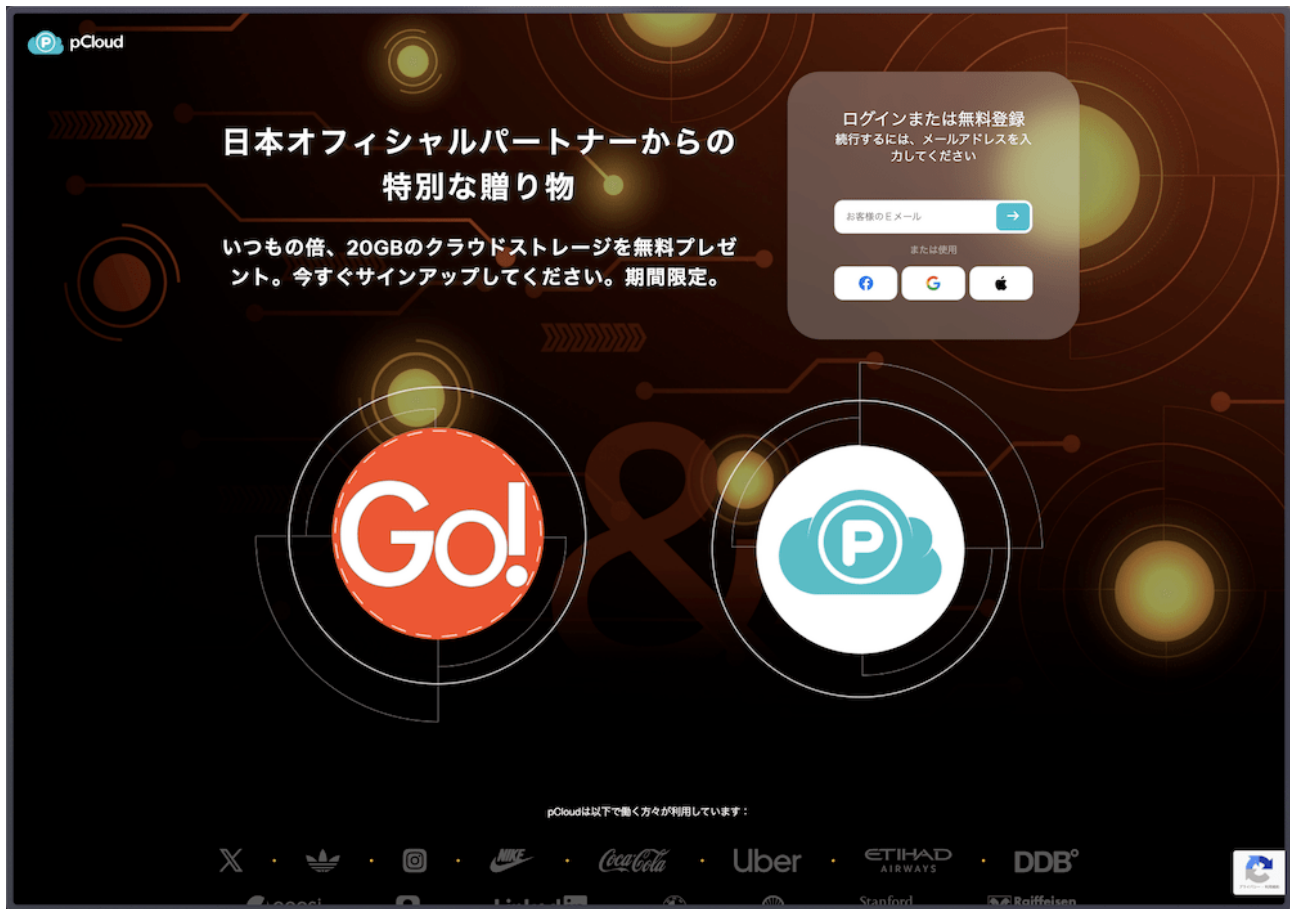 pCloud
日本オフィシャルパートナーからの
特別な贈り物
いつもの倍、20GBのクラウドストレージを無料プレゼ
ント。今すぐサインアップしてください。期間限定。
ログインまたは無料登録
続行するには、メールアドレスを入
力してください
お客様のEメール
または使用
Go!
&
P
pCloudは以下で働く方々が利用しています：
NIKE
Coca-Cola
Uber
ETIHAD
AIRWAYS
DDB°
Stanford
Raiffeisen